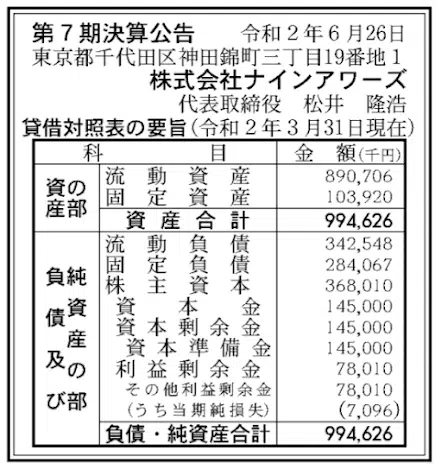 第７期決算公告　令和２年６月26日
東京都千代田区神田錦町三丁目19番地１
株式会社ナインアワーズ
代表取締役　松井　隆浩
貸借対照表の要旨（令和２年３月31日現在）
科　目　金　額（千円）
資産の部
流動資産　890,706
固定資産　103,920
資産合計　994,626
負債及び純資産の部
流動負債　342,548
固定負債　284,067
株主資本　368,010
資本金　145,000
資本剰余金　145,000
資本準備金　145,000
利益剰余金　78,010
その他利益剰余金　78,010
（うち当期純損失）　（7,096）
負債・純資産合計　994,626